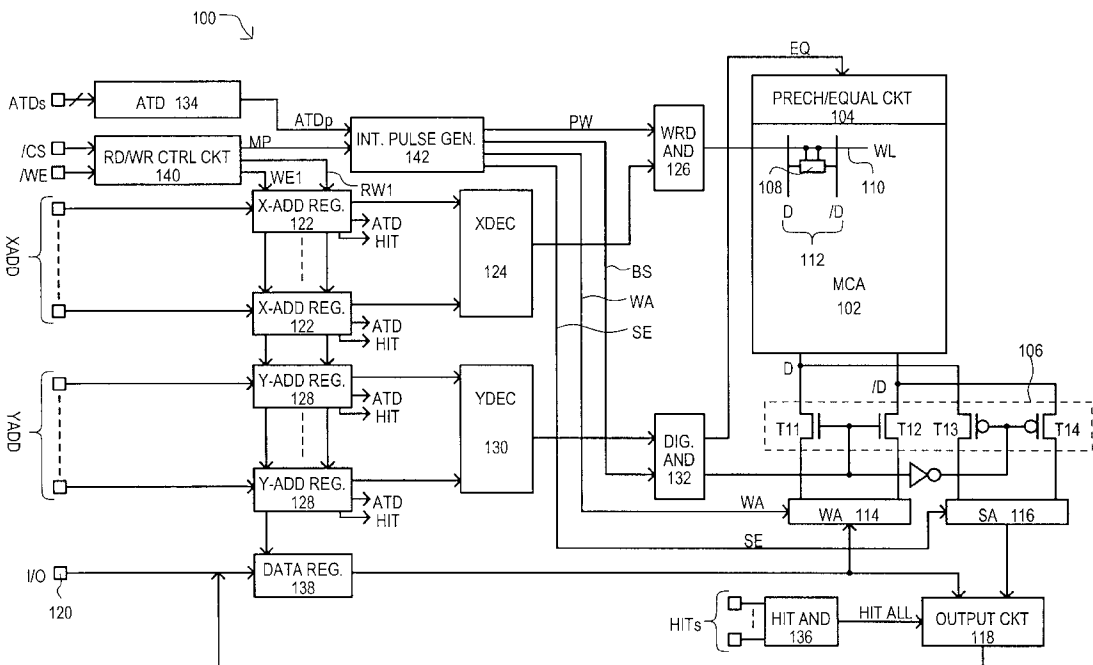 100
EQ
ATDs
ATD 134
ATDp
PRECH/EQUAL CKT
104
/CS
/WE
RD/WR CTRL CKT
140
MP
INT. PULSE GEN.
142
PW
WRD
AND
126
WL
108
110
D
/D
112
WE1
RW1
XADD
X-ADD REG.
122
ATD
HIT
XDEC
124
BS
WA
SE
MCA
102
X-ADD REG.
122
ATD
HIT
106
D
/D
YADD
Y-ADD REG.
128
ATD
HIT
YDEC
130
DIG.
AND
132
T11
T12
T13
T14
Y-ADD REG.
128
ATD
HIT
WA
WA 114
SA 116
SE
I/O
120
DATA REG.
138
HITs
HIT AND
136
HIT ALL
OUTPUT CKT
118